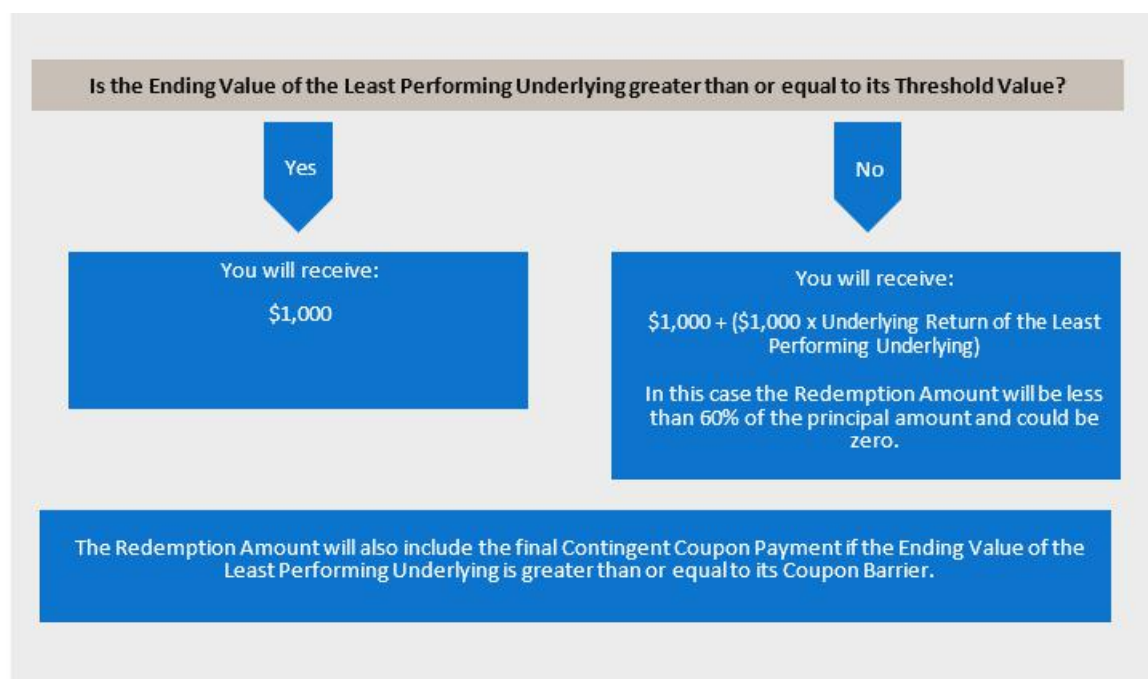 Is the Ending Value of the Least Performing Underlying greater than or equal to its Threshold Value?
Yes
No
You will receive:
$1,000
You will receive:
$1,000 + ($1,000 x Underlying Return of the Least
Performing Underlying)
In this case the Redemption Amount will be less
than 60% of the principal amount and could be
zero.
The Redemption Amount will also include the final Contingent Coupon Payment if the Ending Value of the
Least Performing Underlying is greater than or equal to its Coupon Barrier.